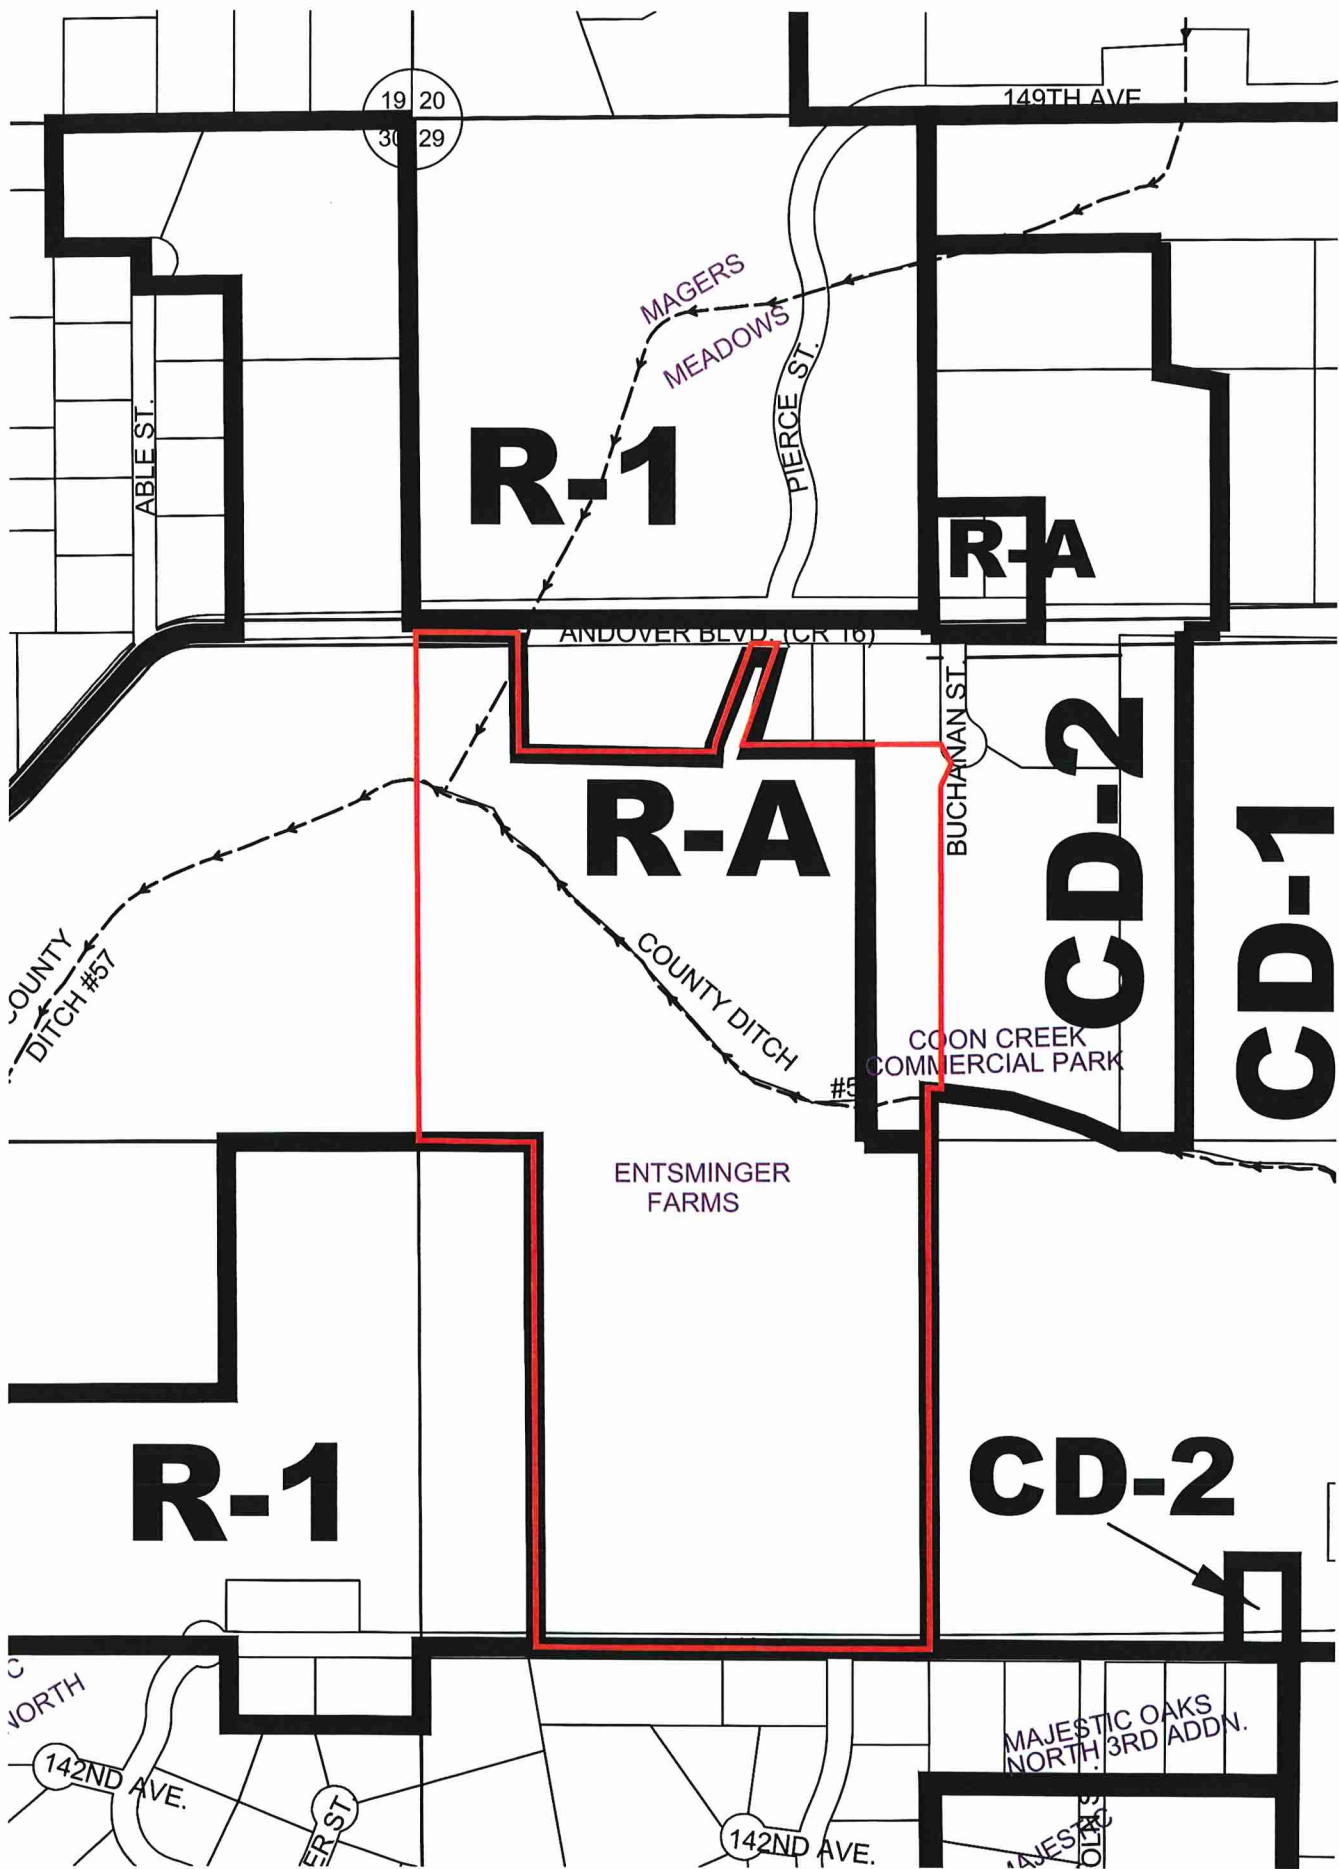 149TH AVE
19 20
30 29
MAGERS
MEADOWS
PIERCE ST.
ABLE ST.
R-1
R-A
ANDOVER BLVD. (CR 16)
BUCHANAN ST.
CD-2
R-A
CD-1
COUNTY
DITCH #57
COUNTY DITCH
#5
COON CREEK
COMMERCIAL PARK
ENTSMINGER
FARMS
R-1
CD-2
NORTH
MAJESTIC OAKS
NORTH 3RD ADDN.
142ND AVE.
ER ST.
142ND AVE.